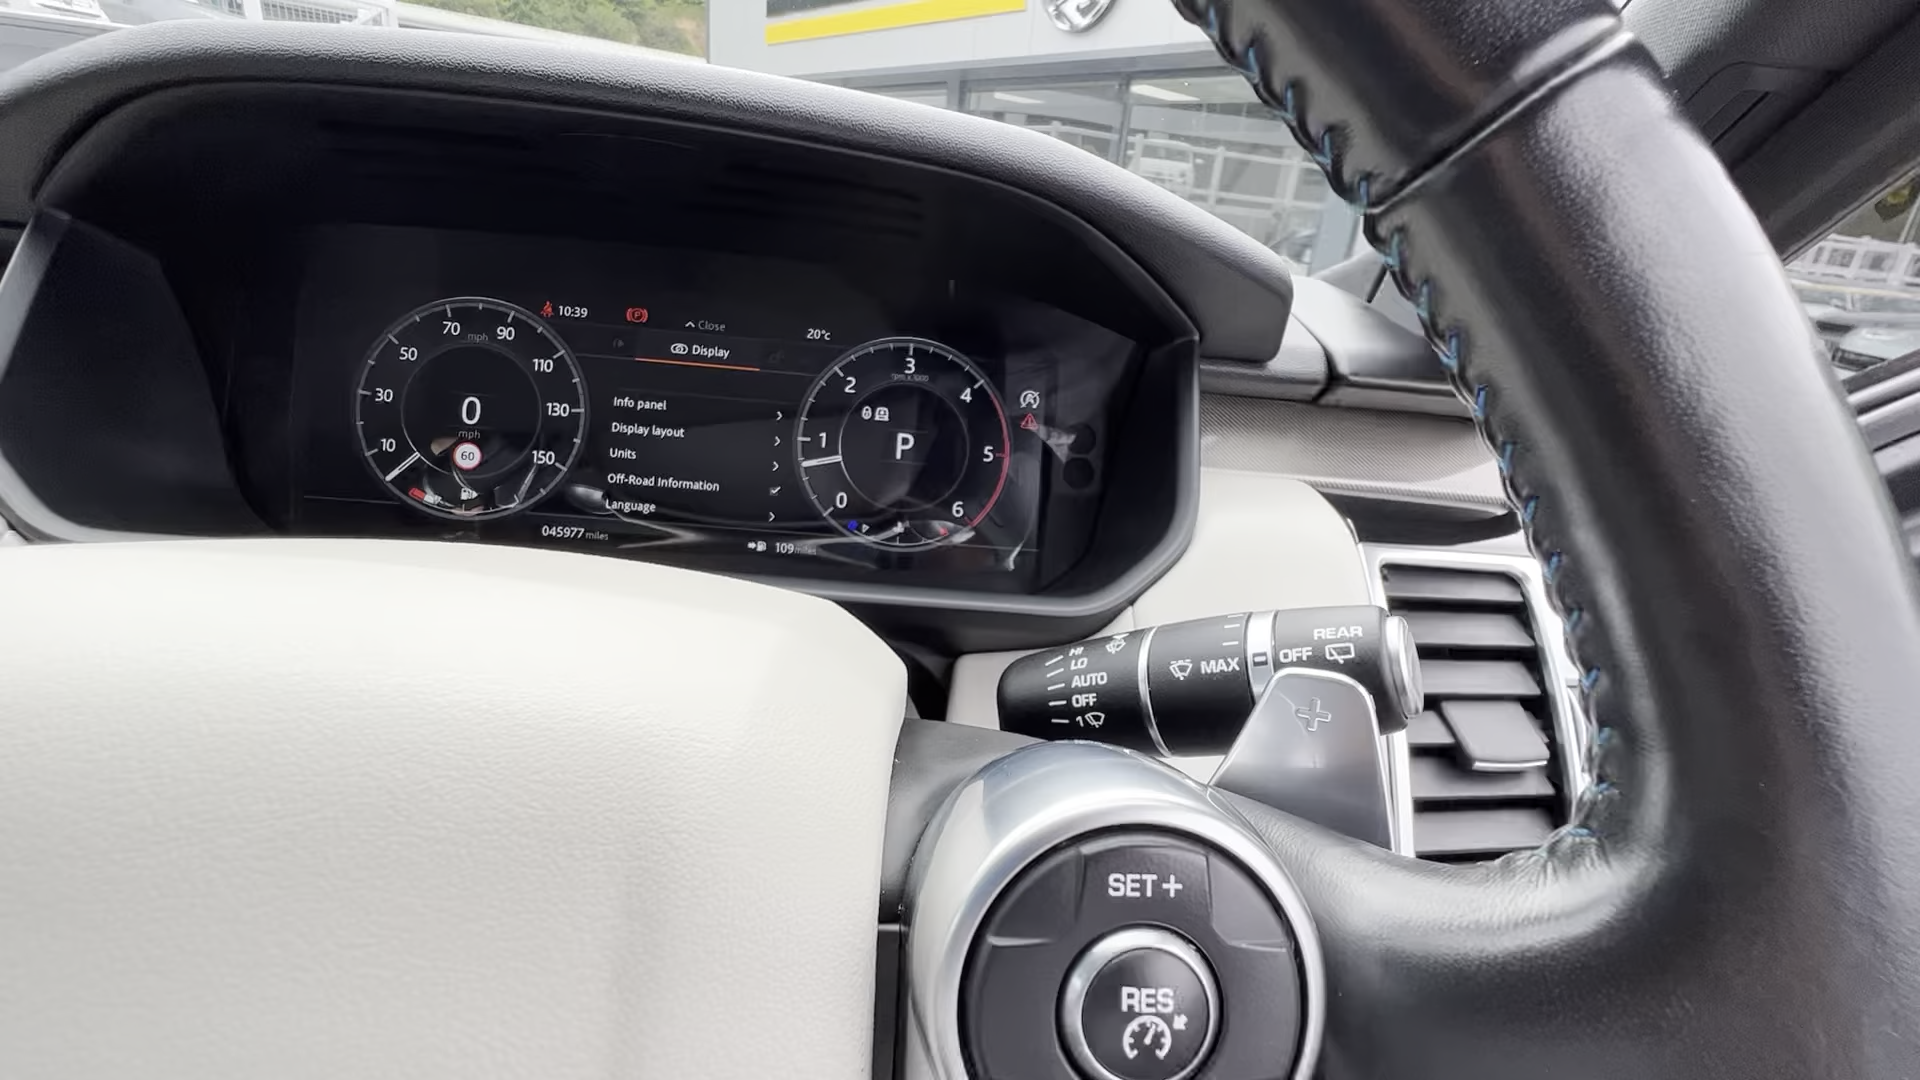 10:39
Close
20°c
Display
70 mph 90
50
110
30
130
10
150
0
mph
60
Info panel
Display layout
Units
Off-Road Information
Language
045977 miles
109 miles
3
2
4
1
5
0
6
P
HI
LO
AUTO
OFF
1
MAX
OFF
REAR
SET+
RES